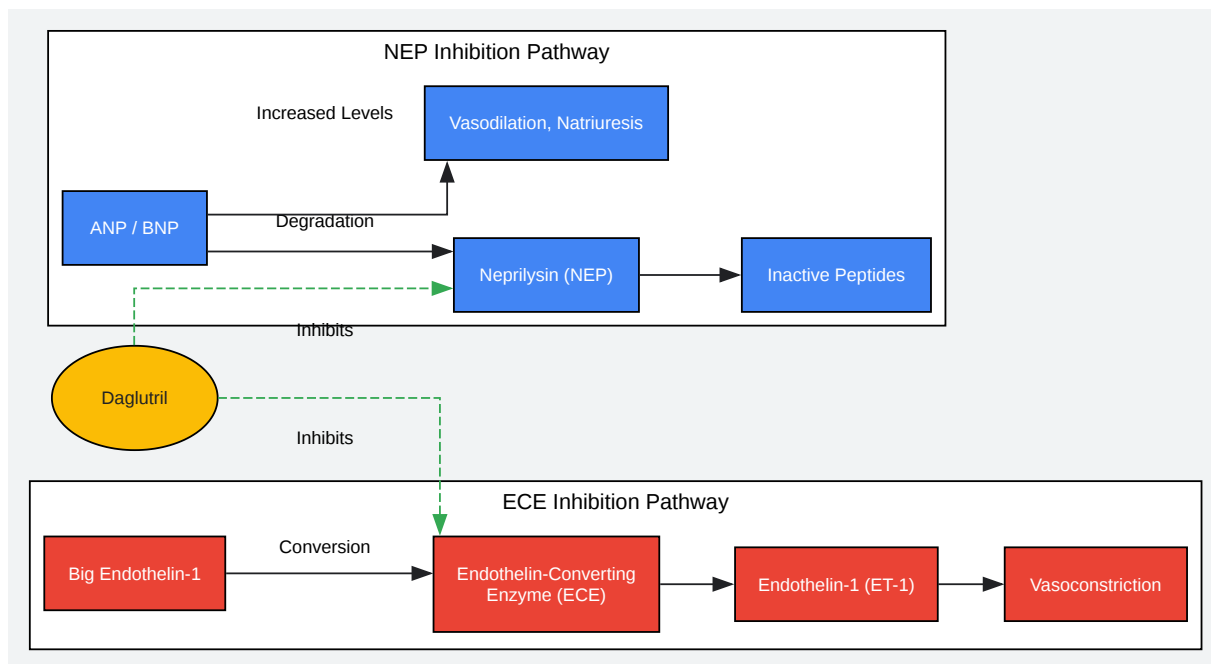 NEP Inhibition Pathway
Increased Levels
Vasodilation, Natriuresis
ANP / BNP
Degradation
Neprilysin (NEP)
Inactive Peptides
Inhibits
Daglutril
Inhibits
ECE Inhibition Pathway
Big Endothelin-1
Conversion
Endothelin-Converting
Enzyme (ECE)
Endothelin-1 (ET-1)
Vasoconstriction